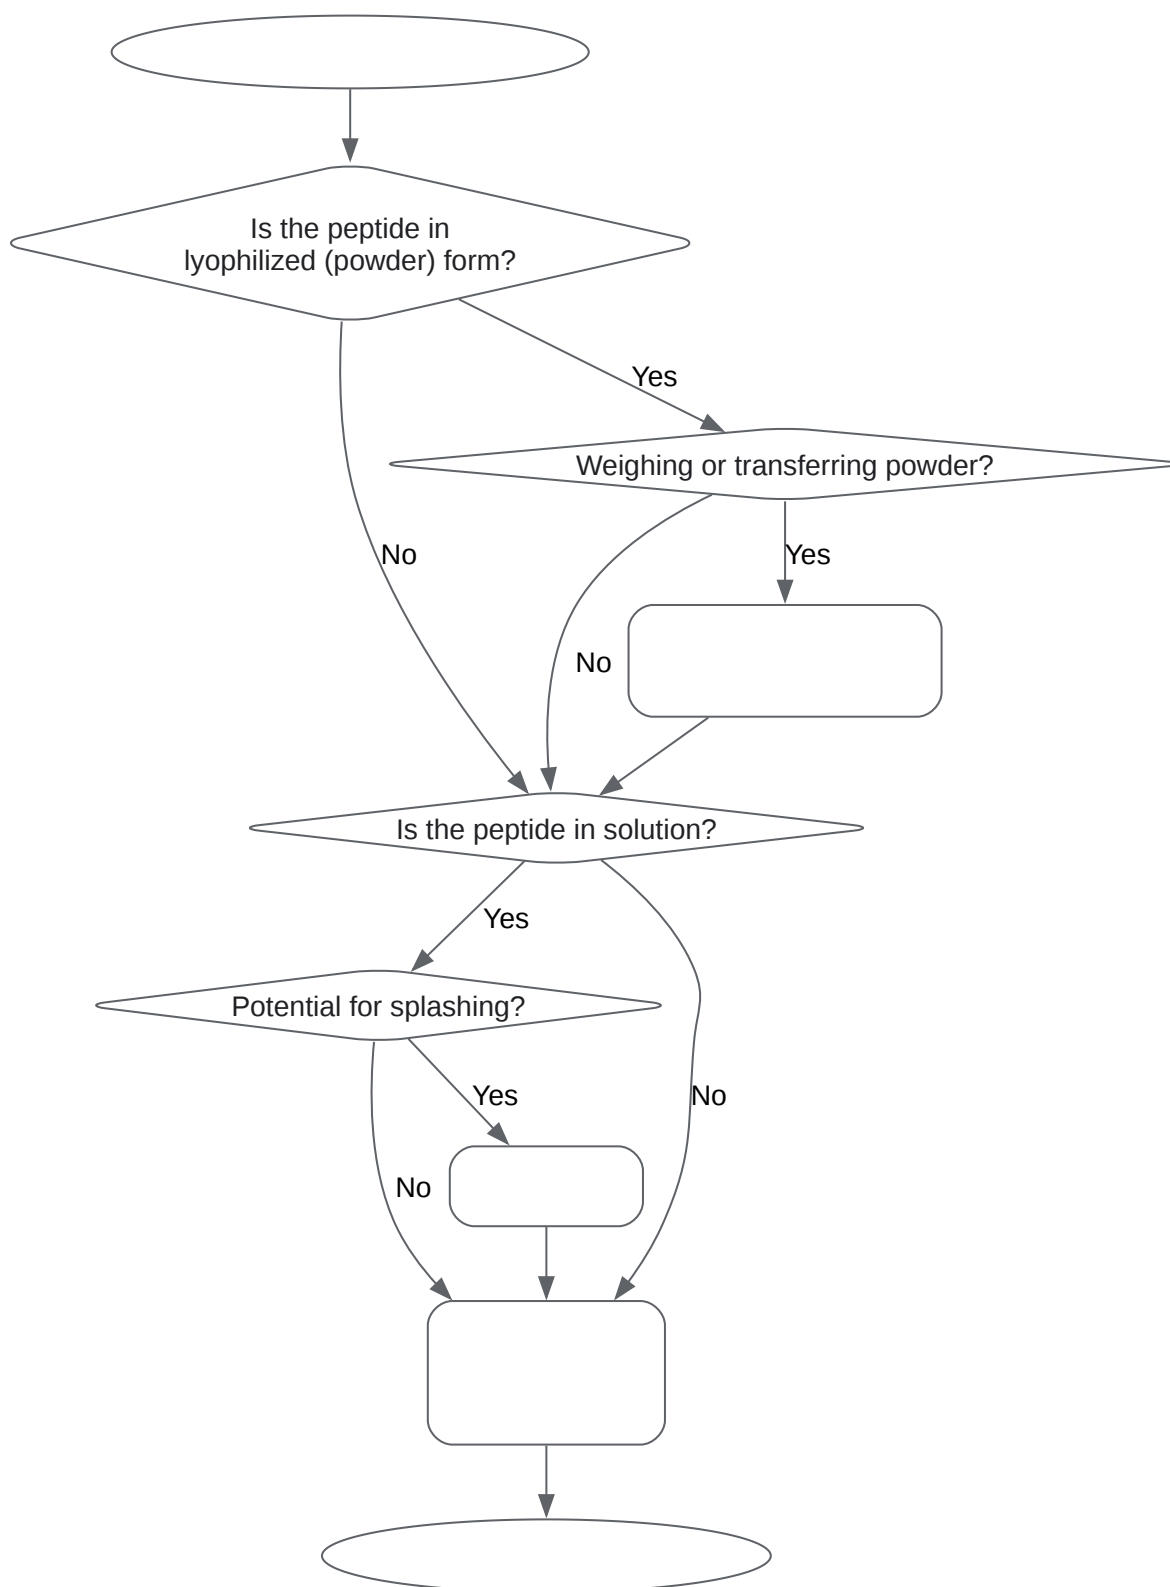 Is the peptide in
lyophilized (powder) form?
Yes
Weighing or transferring powder?
No
Yes
No
Is the peptide in solution?
Yes
Potential for splashing?
Yes
No
No